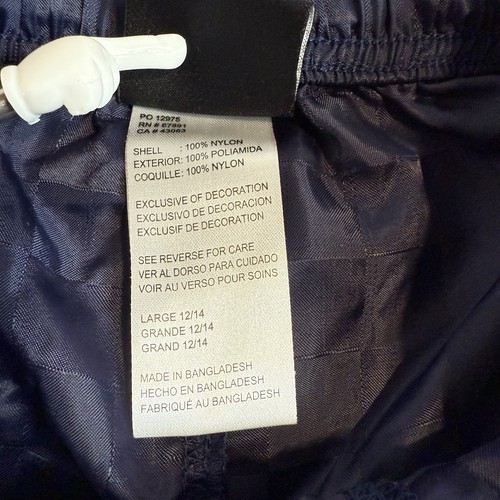 PO 12975
RN # 67891
CA # 43063
SHELL : 100% NYLON
EXTERIOR: 100% POLIAMIDA
COQUILLE: 100% NYLON
EXCLUSIVE OF DECORATION
EXCLUSIVO DE DECORACION
EXCLUSIF DE DECORATION
SEE REVERSE FOR CARE
VER AL DORSO PARA CUIDADO
VOIR AU VERSO POUR SOINS
LARGE 12/14
GRANDE 12/14
GRAND 12/14
MADE IN BANGLADESH
HECHO EN BANGLADESH
FABRIQUÉ AU BANGLADESH